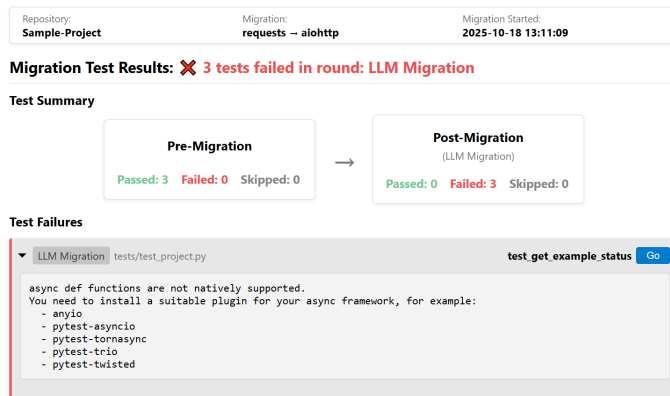 Repository: Migration: Migration Started:
Sample-Project requests → aiohttp 2025-10-18 13:11:09
Migration Test Results: ❌ 3 tests failed in round: LLM Migration
Test Summary
Pre-Migration
Passed: 3 Failed: 0 Skipped: 0
→
Post-Migration
(LLM Migration)
Passed: 0 Failed: 3 Skipped: 0
Test Failures
LLM Migration tests/test_project.py test_get_example_status Go
async def functions are not natively supported.
You need to install a suitable plugin for your async framework, for example:
- anyio
- pytest-asyncio
- pytest-tornasync
- pytest-trio
- pytest-twisted